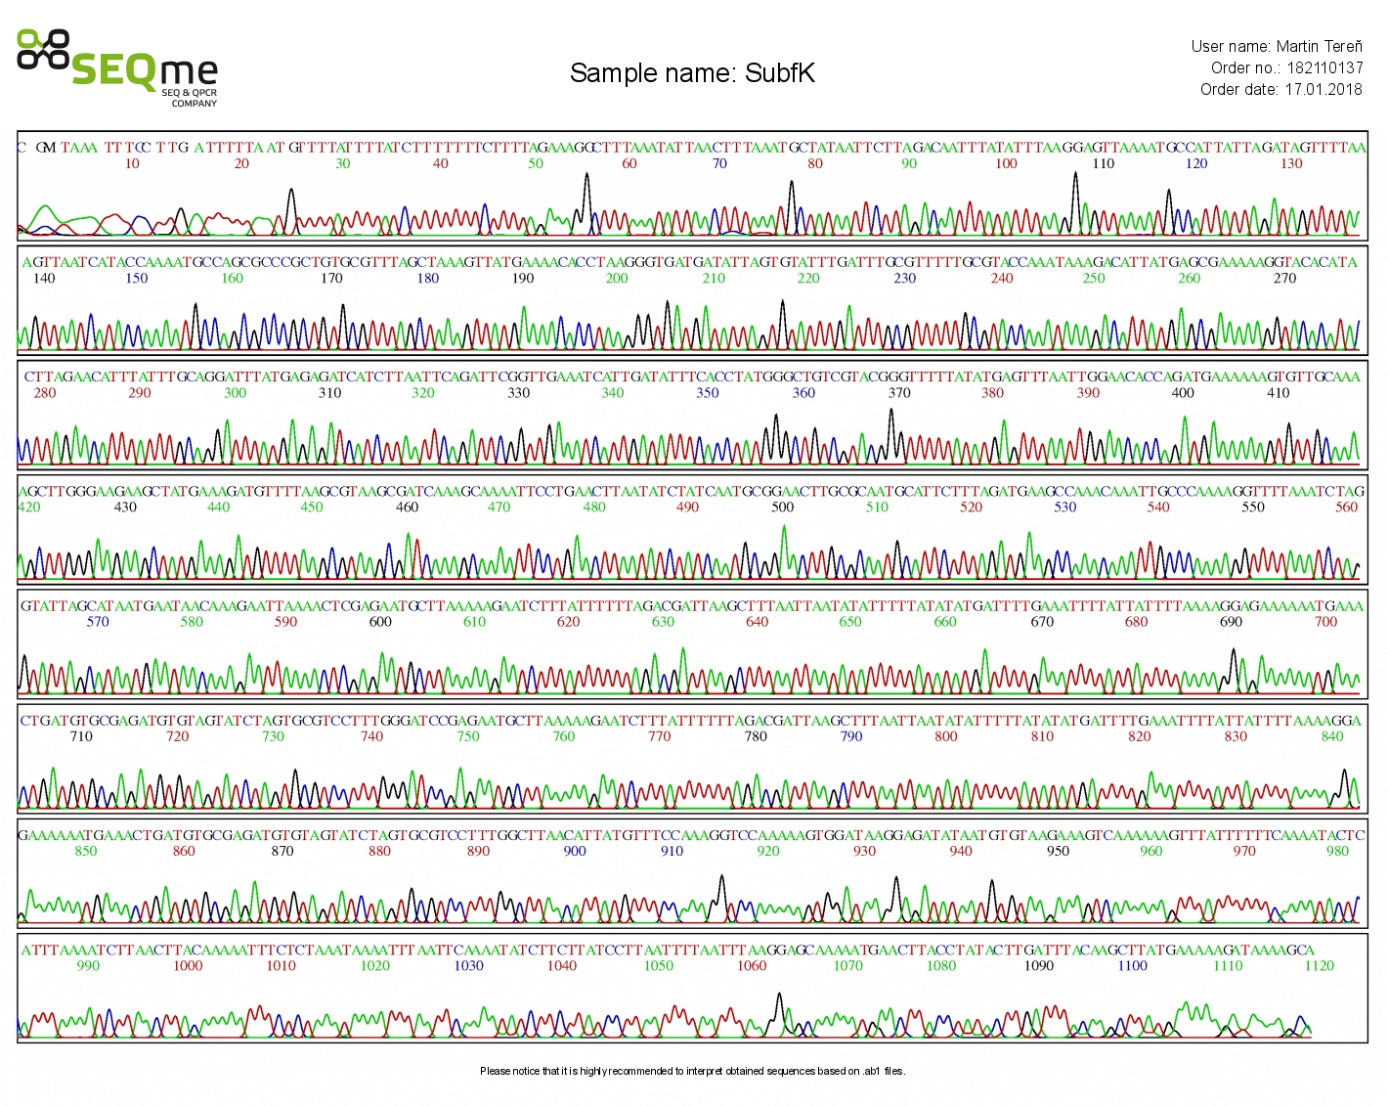 SEQme
SEQ & QPCR
COMPANY
Sample name: SubfK
User name: Martin Tereň
Order no.: 182110137
Order date: 17.01.2018
C GM TAAA TTTGC TTG ATTTTTAAT GTTTTATTTTATCTTTTTTTCTTTTAGAAAGGCTTTAAATATTAACTTTAAATGCTATAATTCTTAGACAATTTATATTTAAGGAGTTAAAATGCCATTATTAGATAGTTTTAA
10 20 30 40 50 60 70 80 90 100 110 120 130
AGTTAATCATACCAAAATGCCAGCGCCCGCTGTGCGTTTAGCTAAAGTTATGAAAACACCTAAGGGTGATGATATTAGTGTATTTGATTTGCGTTTTTGCGTACCAAATAAAGACATTATGAGCGAAAAAGGTACACATA
140 150 160 170 180 190 200 210 220 230 240 250 260 270
CTTAGAACATTTATTTGCAGGATTTATGAGAGATCATCTTAATTCAGATTCGGTTGAAATCATTGATATTTCACCTATGGGCTGTCGTACGGGTTTTTATATGAGTTTAATTGGAACACCAGATGAAAAAAGTGTTGCAAA
280 290 300 310 320 330 340 350 360 370 380 390 400 410
AGCTTGGGAAGAAGCTATGAAAGATGTTTTAAGCGTAAGCGATCAAAGCAAAATTCCTGAACTTAATATCTATCAATGCGGAACTTGCGCAATGCATTCTTTAGATGAAGCCAAACAAATTGCCCAAAAGGTTTTAAATCTAG
420 430 440 450 460 470 480 490 500 510 520 530 540 550 560
GTATTAGCATAATGAATAACAAAGAATTAAAACTCGAGAATGCTTAAAAAGAATCTTTATTTTTTTAGACGATTAAGCTTTAATTAATATATTTTTATATATGATTTTGAAATTTTATTATTTTAAAAGGAGAAAAAATGAAA
570 580 590 600 610 620 630 640 650 660 670 680 690 700
CTGATGTGCGAGATGTGTAGTATCTAGTGCGTCCTTTGGGATCCGAGAATGCTTAAAAAGAATCTTTATTTTTTTAGACGATTAAGCTTTAATTAATATATTTTTATATATGATTTTGAAATTTTATTATTTTAAAAGGA
710 720 730 740 750 760 770 780 790 800 810 820 830 840
GAAAAAATGAAACTGATGTGCGAGATGTGTAGTATCTAGTGCGTCCTTTGGCTTAACATTATGTTTCCAAAGGTCCAAAAAGTGGATAAGGAGATATAATGTGTAAGAAAGTCAAAAAAGTTTATTTTTTCAAAATACTC
850 860 870 880 890 900 910 920 930 940 950 960 970 980
ATTTAAAATCTTAACTTACAAAAATTTCTCTAAATAAAATTTAATTCAAAATATCTTCTTATCCTTAATTTTAATTTAAGGAGCAAAAATGAACTTACCTATACTTGATTTACAAGCTTATGAAAAAGATAAAAGCA
990 1000 1010 1020 1030 1040 1050 1060 1070 1080 1090 1100 1110 1120
Please notice that it is highly recommended to interpret obtained sequences based on .ab1 files.